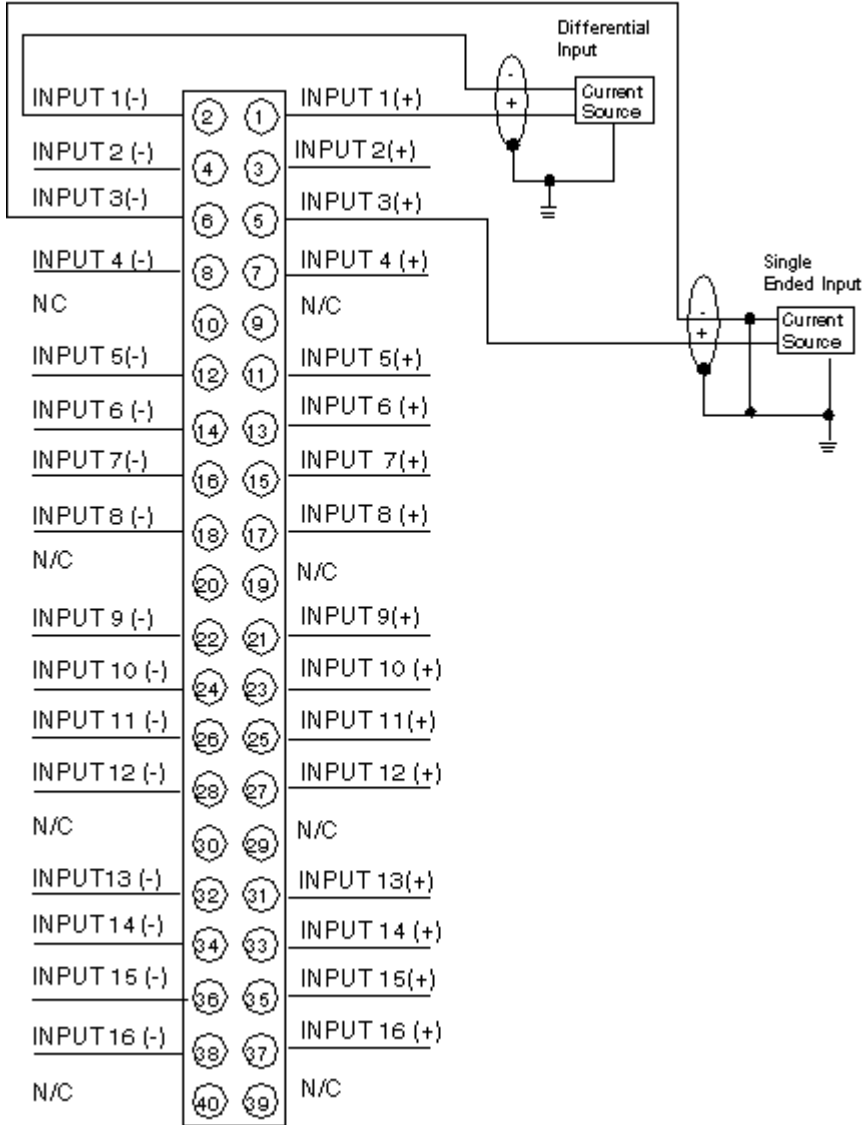 Differential
Input
- 
+
Current
Source
INPUT 1(-) 2 1 INPUT 1(+)
INPUT 2 (-) 4 3 INPUT 2(+)
INPUT 3(-) 6 5 INPUT 3(+)
INPUT 4 (-) 8 7 INPUT 4 (+)
NC 10 9 N/C
Single
Ended Input
-
+
Current
Source
INPUT 5(-) 12 11 INPUT 5(+)
INPUT 6 (-) 14 13 INPUT 6 (+)
INPUT 7(-) 16 15 INPUT 7(+)
INPUT 8 (-) 18 17 INPUT 8 (+)
N/C 20 19 N/C
INPUT 9 (-) 22 21 INPUT 9(+)
INPUT 10 (-) 24 23 INPUT 10 (+)
INPUT 11 (-) 26 25 INPUT 11(+)
INPUT 12 (-) 28 27 INPUT 12 (+)
N/C 30 29 N/C
INPUT13 (-) 32 31 INPUT 13(+)
INPUT 14 (-) 34 33 INPUT 14 (+)
INPUT 15 (-) 36 35 INPUT 15(+)
INPUT 16 (-) 38 37 INPUT 16 (+)
N/C 40 39 N/C